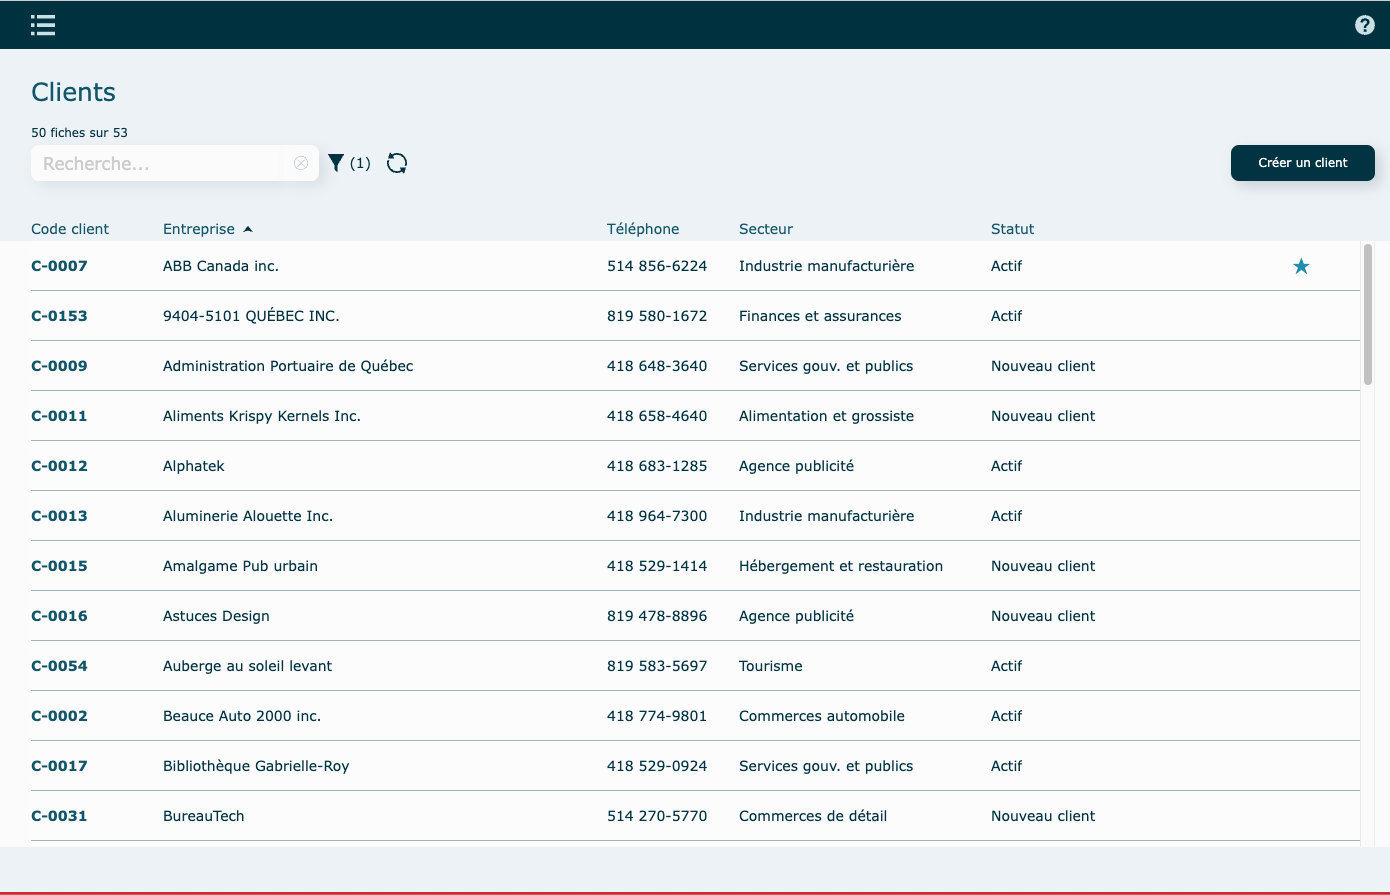 Clients
50 fiches sur 53
Recherche...
(1)
Créer un client
Code client Entreprise Téléphone Secteur Statut
C-0007 ABB Canada inc. 514 856-6224 Industrie manufacturière Actif
C-0153 9404-5101 QUÉBEC INC. 819 580-1672 Finances et assurances Actif
C-0009 Administration Portuaire de Québec 418 648-3640 Services gouv. et publics Nouveau client
C-0011 Aliments Krispy Kernels Inc. 418 658-4640 Alimentation et grossiste Nouveau client
C-0012 Alphatek 418 683-1285 Agence publicité Actif
C-0013 Aluminerie Alouette Inc. 418 964-7300 Industrie manufacturière Actif
C-0015 Amalgame Pub urbain 418 529-1414 Hébergement et restauration Nouveau client
C-0016 Astuces Design 819 478-8896 Agence publicité Nouveau client
C-0054 Auberge au soleil levant 819 583-5697 Tourisme Actif
C-0002 Beauce Auto 2000 inc. 418 774-9801 Commerces automobile Actif
C-0017 Bibliothèque Gabrielle-Roy 418 529-0924 Services gouv. et publics Actif
C-0031 BureauTech 514 270-5770 Commerces de détail Nouveau client